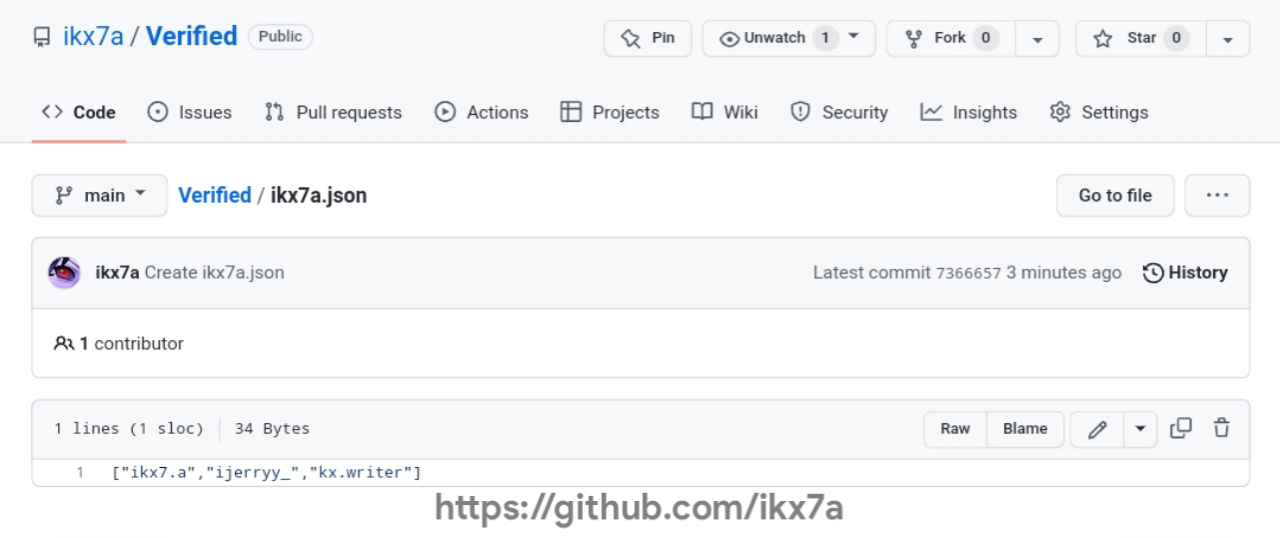 ikx7a / Verified Public Pin Unwatch 1 Fork 0 Star 0
Code Issues Pull requests Actions Projects Wiki Security Insights Settings
main Verified / ikx7a.json Go to file ...
ikx7a Create ikx7a.json Latest commit 7366657 3 minutes ago History
1 contributor
1 lines (1 sloc) 34 Bytes Raw Blame
1 ["ikx7.a","ijerryy_","kx.writer"]
https://github.com/ikx7a